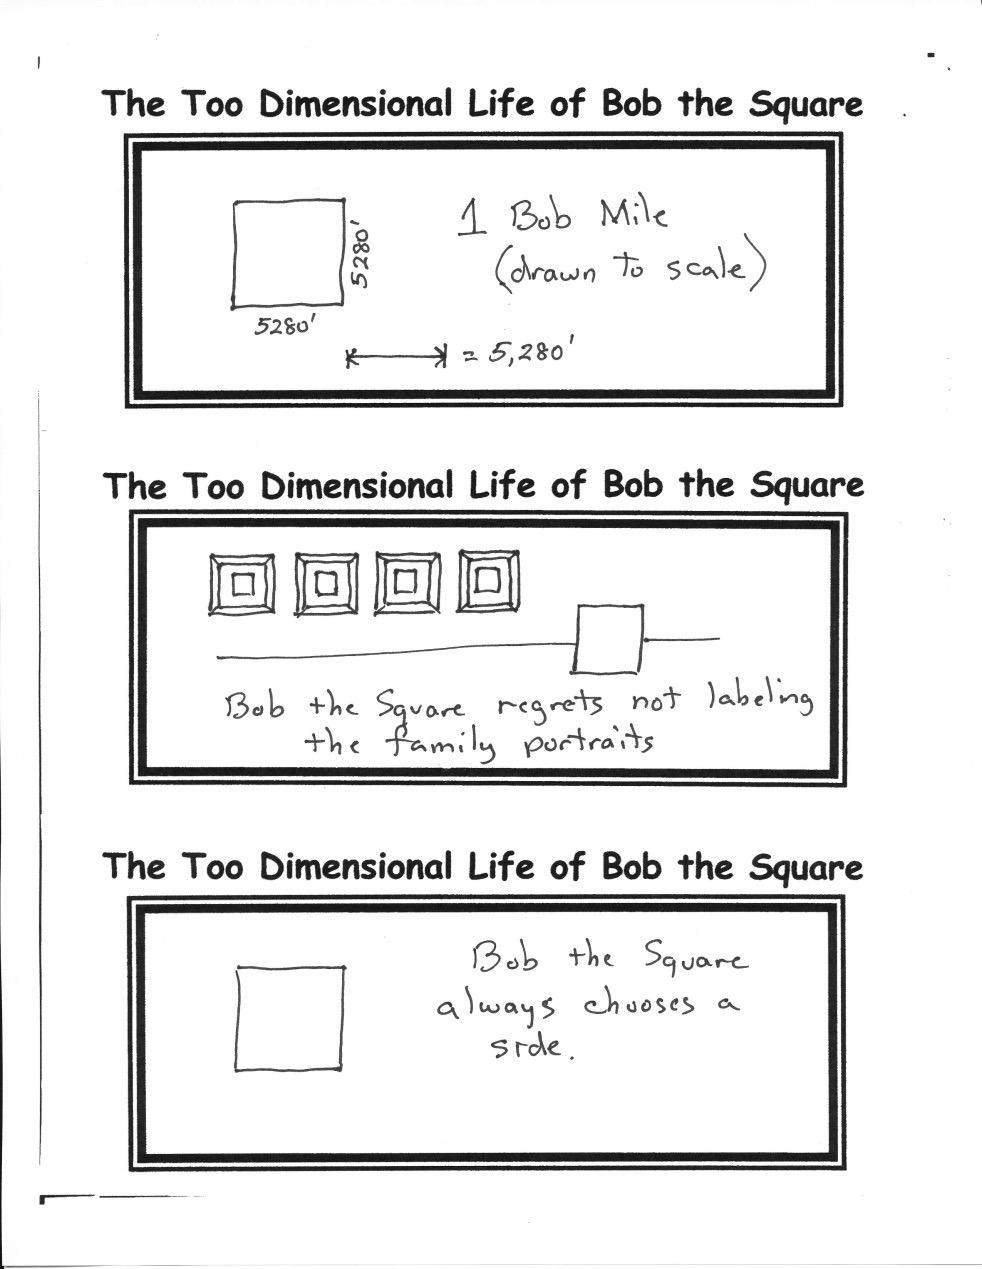 The Too Dimensional Life of Bob the Square
1 Bob Mile
(drawn to scale)
5280'
5280'
= 5,280'
The Too Dimensional Life of Bob the Square
Bob the Square regrets not labeling
the family portraits
The Too Dimensional Life of Bob the Square
Bob the Square
always chooses a
side.